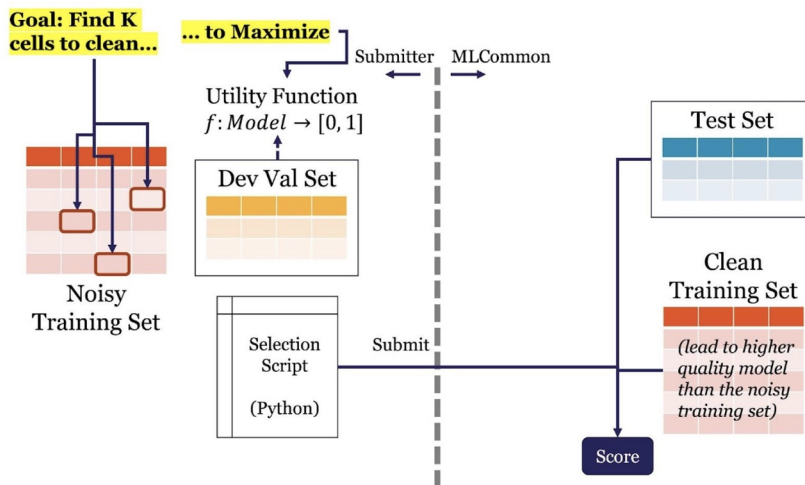 Goal: Find K
cells to clean...
... to Maximize
Submitter
MLCommon
Utility Function
f: Model → [0, 1]
Test Set
Dev Val Set
Noisy
Training Set
Clean
Training Set
Selection
Script
(Python)
Submit
(lead to higher
quality model
than the noisy
training set)
Score